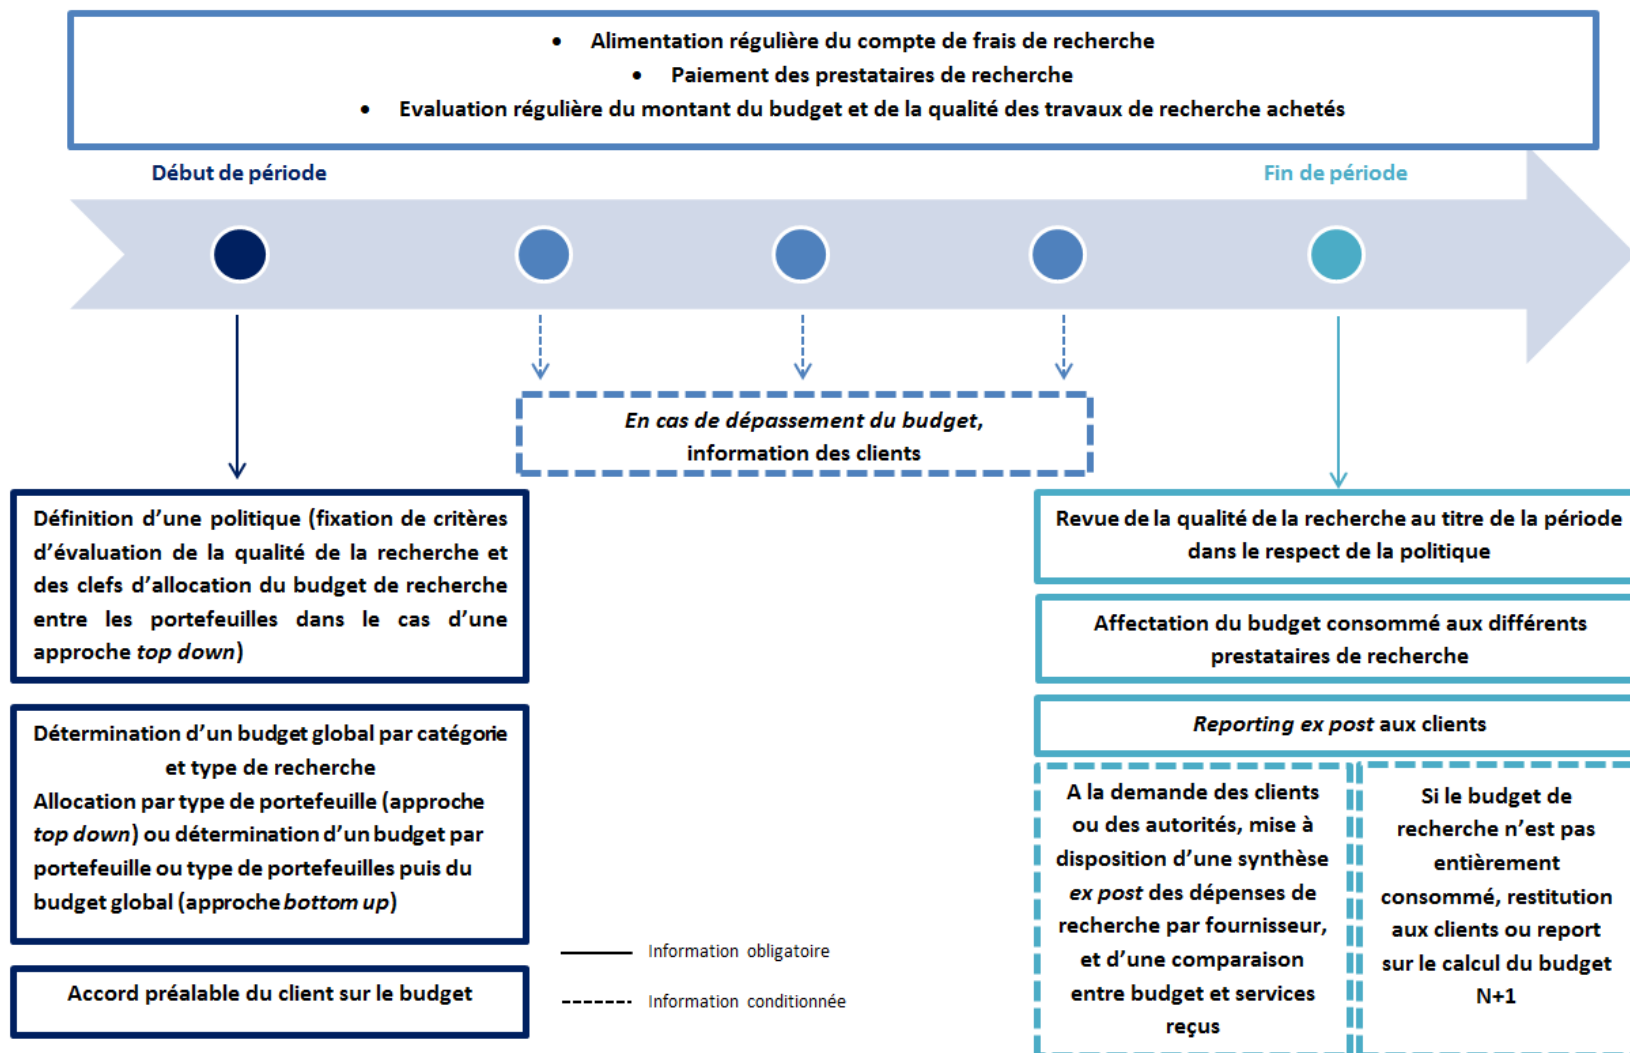 • Alimentation régulière du compte de frais de recherche
• Paiement des prestataires de recherche
• Evaluation régulière du montant du budget et de la qualité des travaux de recherche achetés
Début de période
Fin de période
En cas de dépassement du budget,
information des clients
Définition d’une politique (fixation de critères
d’évaluation de la qualité de la recherche et
des clefs d’allocation du budget de recherche
entre les portefeuilles dans le cas d’une
approche top down)
Détermination d’un budget global par catégorie
et type de recherche
Allocation par type de portefeuille (approche
top down) ou détermination d’un budget par
portefeuille ou type de portefeuilles puis du
budget global (approche bottom up)
Accord préalable du client sur le budget
Information obligatoire
Information conditionnée
Revue de la qualité de la recherche au titre de la période
dans le respect de la politique
Affectation du budget consommé aux différents
prestataires de recherche
Reporting ex post aux clients
A la demande des clients
ou des autorités, mise à
disposition d’une synthèse
ex post des dépenses de
recherche par fournisseur,
et d’une comparaison
entre budget et services
reçus
Si le budget de
recherche n’est pas
entièrement
consommé, restitution
aux clients ou report
sur le calcul du budget
N+1